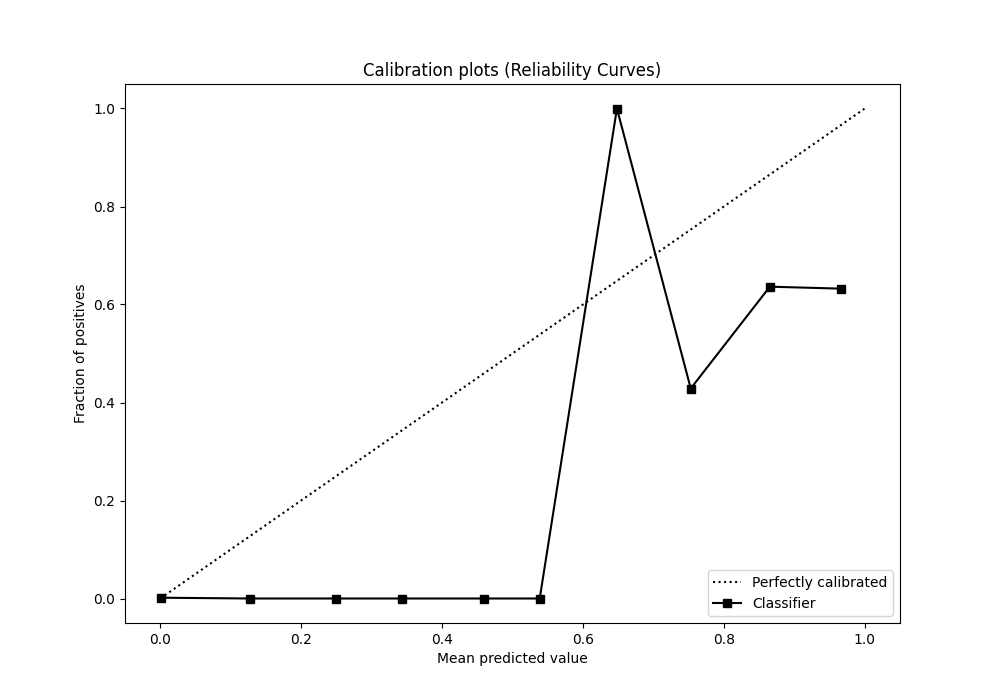 Calibration plots (Reliability Curves)
1.0
0.8
0.6
0.4
0.2
0.0
Fraction of positives
0.0 0.2 0.4 0.6 0.8 1.0
Mean predicted value
Perfectly calibrated
Classifier